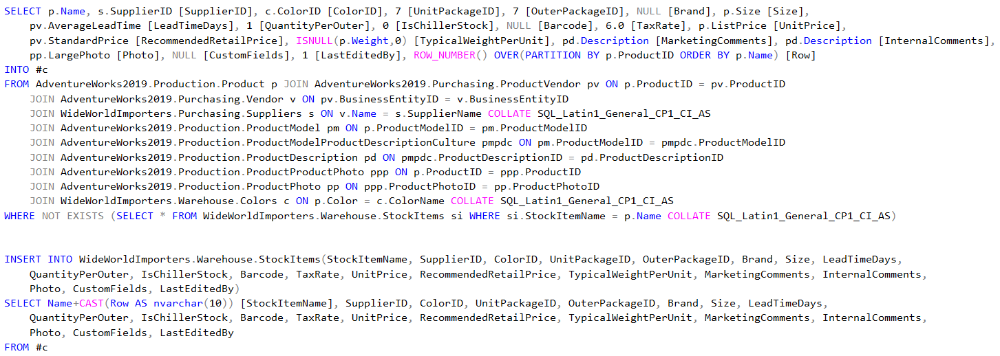 SELECT p.Name, s.SupplierID [SupplierID], c.ColorID [ColorID], 7 [UnitPackageID], 7 [OuterPackageID], NULL [Brand], p.Size [Size],
pv.AverageLeadTime [LeadTimeDays], 1 [QuantityPerOuter], 0 [IsChillerStock], NULL [Barcode], 6.0 [TaxRate], p.ListPrice [UnitPrice],
pv.StandardPrice [RecommendedRetailPrice], ISNULL(p.Weight,0) [TypicalWeightPerUnit], pd.Description [MarketingComments], pd.Description [InternalComments],
pp.LargePhoto [Photo], NULL [CustomFields], 1 [LastEditedBy], ROW_NUMBER() OVER(PARTITION BY p.ProductID ORDER BY p.Name) [Row]
INTO #c
FROM AdventureWorks2019.Production.Product p JOIN AdventureWorks2019.Purchasing.ProductVendor pv ON p.ProductID = pv.ProductID
JOIN AdventureWorks2019.Purchasing.Vendor v ON pv.BusinessEntityID = v.BusinessEntityID
JOIN WideWorldImporters.Purchasing.Suppliers s ON v.Name = s.SupplierName COLLATE SQL_Latin1_General_CP1_CI_AS
JOIN AdventureWorks2019.Production.ProductModel pm ON p.ProductModelID = pm.ProductModelID
JOIN AdventureWorks2019.Production.ProductModelProductDescriptionCulture pmpdc ON pm.ProductModelID = pmpdc.ProductModelID
JOIN AdventureWorks2019.Production.ProductDescription pd ON pmpdc.ProductDescriptionID = pd.ProductDescriptionID
JOIN AdventureWorks2019.Production.ProductProductPhoto ppp ON p.ProductID = ppp.ProductID
JOIN AdventureWorks2019.Production.ProductPhoto pp ON ppp.ProductPhotoID = pp.ProductPhotoID
JOIN WideWorldImporters.Warehouse.Colors c ON p.Color = c.ColorName COLLATE SQL_Latin1_General_CP1_CI_AS
WHERE NOT EXISTS (SELECT * FROM WideWorldImporters.Warehouse.StockItems si WHERE si.StockItemName = p.Name COLLATE SQL_Latin1_General_CP1_CI_AS)
INSERT INTO WideWorldImporters.Warehouse.StockItems(StockItemName, SupplierID, ColorID, UnitPackageID, OuterPackageID, Brand, Size, LeadTimeDays,
QuantityPerOuter, IsChillerStock, Barcode, TaxRate, UnitPrice, RecommendedRetailPrice, TypicalWeightPerUnit, MarketingComments, InternalComments,
Photo, CustomFields, LastEditedBy)
SELECT Name+CAST(Row AS nvarchar(10)) [StockItemName], SupplierID, ColorID, UnitPackageID, OuterPackageID, Brand, Size, LeadTimeDays,
QuantityPerOuter, IsChillerStock, Barcode, TaxRate, UnitPrice, RecommendedRetailPrice, TypicalWeightPerUnit, MarketingComments, InternalComments,
Photo, CustomFields, LastEditedBy
FROM #c